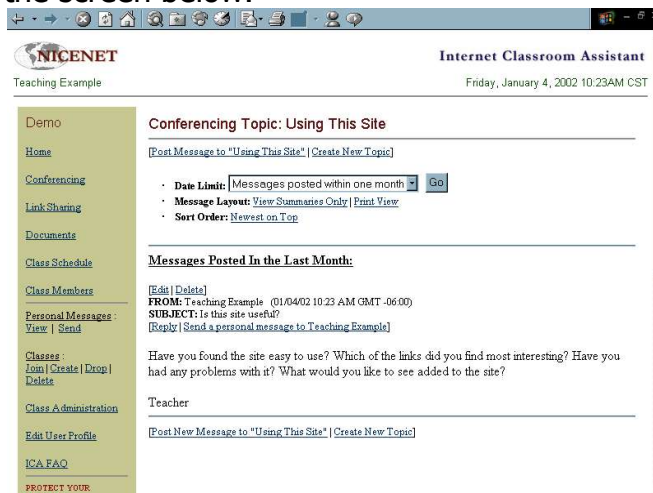 the screen below.
NICENET
Internet Classroom Assistant
Teaching Example
Friday, January 4, 2002 10:23AM CST
Demo
Home
Conferencing
Link Sharing
Documents
Class Schedule
Class Members
Personal Messages :
View | Send
Classes :
Join | Create | Drop |
Delete
Class Administration
Edit User Profile
ICA FAQ
PROTECT YOUR
Conferencing Topic: Using This Site
[Post Message to "Using This Site" | Create New Topic]
· Date Limit: Messages posted within one month Go
· Message Layout: View Summaries Only | Print View
· Sort Order: Newest on Top
Messages Posted In the Last Month:
[Edit | Delete]
FROM: Teaching Example (01/04/02 10:23 AM GMT -06:00)
SUBJECT: Is this site useful?
[Reply | Send a personal message to Teaching Example]
Have you found the site easy to use? Which of the links did you find most interesting? Have you
had any problems with it? What would you like to see added to the site?
Teacher
[Post New Message to "Using This Site" | Create New Topic]